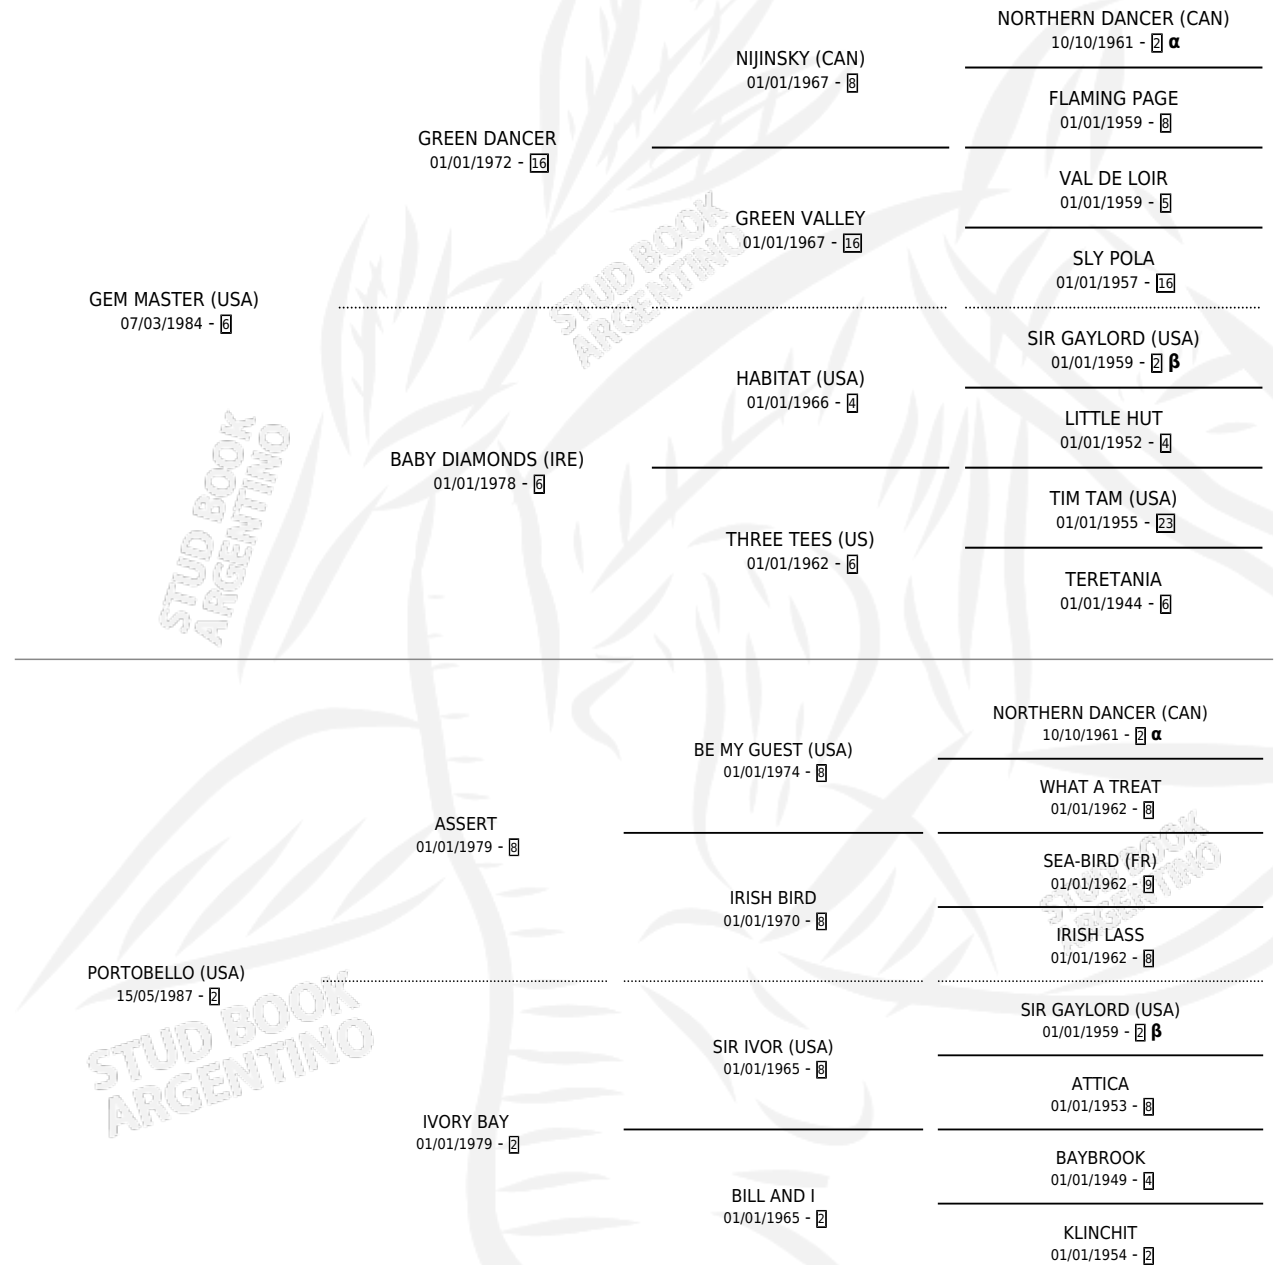 GEM MASTER (USA)
07/03/1984 - 6
GREEN DANCER
01/01/1972 - 16
NIJINSKY (CAN)
01/01/1967 - 8
NORTHERN DANCER (CAN)
10/10/1961 - 2 α
FLAMING PAGE
01/01/1959 - 8
GREEN VALLEY
01/01/1967 - 16
VAL DE LOIR
01/01/1959 - 5
SLY POLA
01/01/1957 - 16
BABY DIAMONDS (IRE)
01/01/1978 - 6
HABITAT (USA)
01/01/1966 - 4
SIR GAYLORD (USA)
01/01/1959 - 2 β
LITTLE HUT
01/01/1952 - 4
THREE TEES (US)
01/01/1962 - 6
TIM TAM (USA)
01/01/1955 - 23
TERETANIA
01/01/1944 - 6
PORTOBELLO (USA)
15/05/1987 - 2
ASSERT
01/01/1979 - 8
BE MY GUEST (USA)
01/01/1974 - 8
NORTHERN DANCER (CAN)
10/10/1961 - 2 α
WHAT A TREAT
01/01/1962 - 8
IRISH BIRD
01/01/1970 - 8
SEA-BIRD (FR)
01/01/1962 - 9
IRISH LASS
01/01/1962 - 8
IVORY BAY
01/01/1979 - 2
SIR IVOR (USA)
01/01/1965 - 8
SIR GAYLORD (USA)
01/01/1959 - 2 β
ATTICA
01/01/1953 - 8
BILL AND I
01/01/1965 - 2
BAYBROOK
01/01/1949 - 4
KLINCHIT
01/01/1954 - 2
STUD BOOK
ARGENTINO
STUD BOOK
ARGENTINO
STUD BOOK
ARGENTINO
STUD BOOK
ARGENTINO